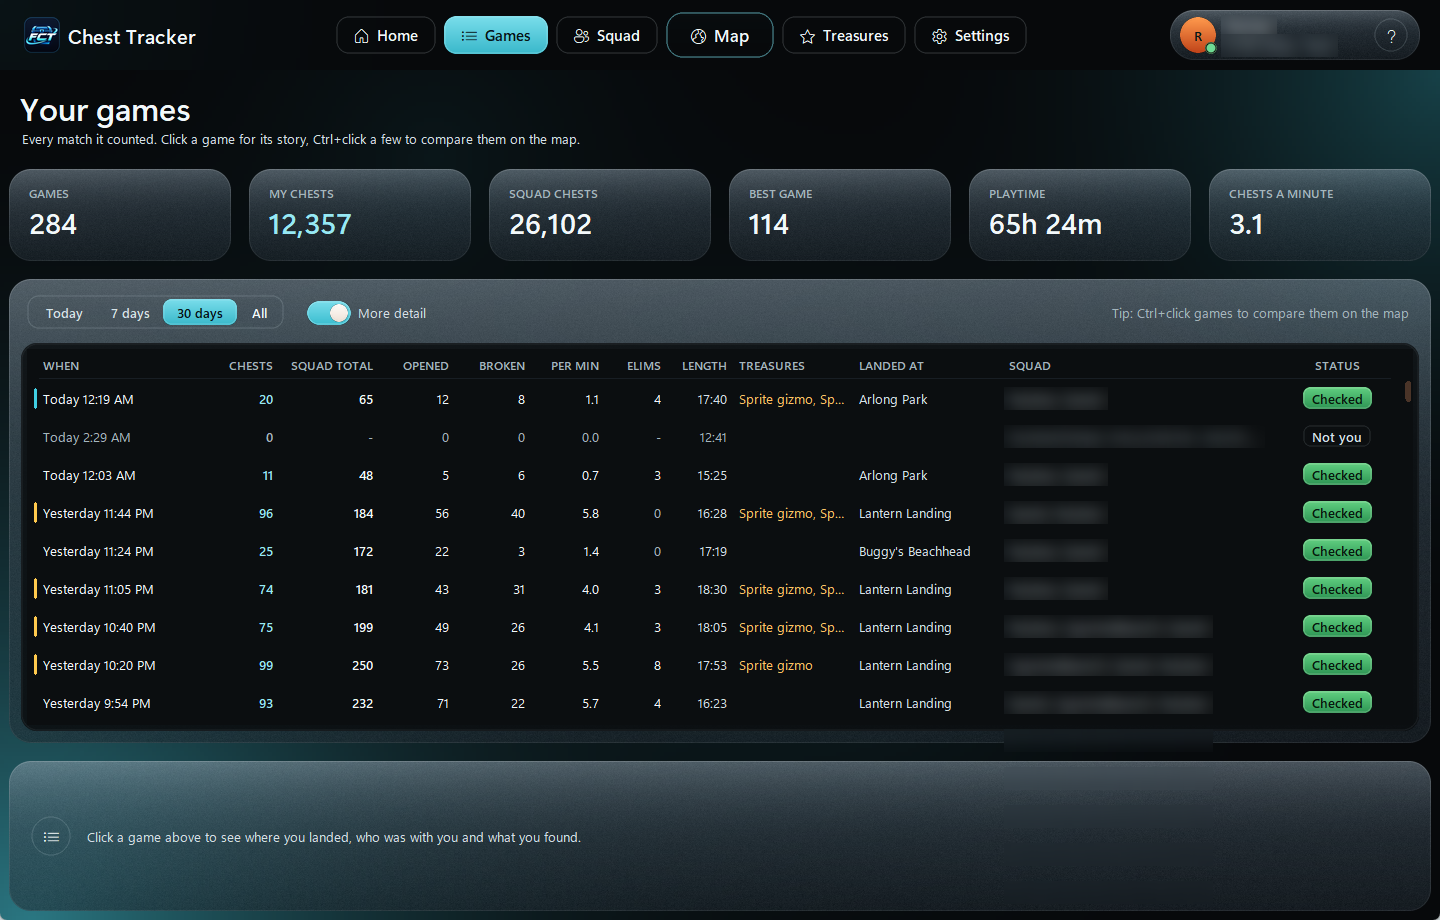 FCT Chest Tracker
Home
Games
Squad
Map
Treasures
Settings
R
?
Your games
Every match it counted. Click a game for its story, Ctrl+click a few to compare them on the map.
GAMES
284
MY CHESTS
12,357
SQUAD CHESTS
26,102
BEST GAME
114
PLAYTIME
65h 24m
CHESTS A MINUTE
3.1
Today 7 days 30 days All More detail Tip: Ctrl+click games to compare them on the map
WHEN CHESTS SQUAD TOTAL OPENED BROKEN PER MIN ELIMS LENGTH TREASURES LANDED AT SQUAD STATUS
Today 12:19 AM 20 65 12 8 1.1 4 17:40 Sprite gizmo, Sp... Arlong Park Checked
Today 2:29 AM 0 - 0 0 0.0 - 12:41 Not you
Today 12:03 AM 11 48 5 6 0.7 3 15:25 Arlong Park Checked
Yesterday 11:44 PM 96 184 56 40 5.8 0 16:28 Sprite gizmo, Sp... Lantern Landing Checked
Yesterday 11:24 PM 25 172 22 3 1.4 0 17:19 Buggy's Beachhead Checked
Yesterday 11:05 PM 74 181 43 31 4.0 3 18:30 Sprite gizmo, Sp... Lantern Landing Checked
Yesterday 10:40 PM 75 199 49 26 4.1 3 18:05 Sprite gizmo, Sp... Lantern Landing Checked
Yesterday 10:20 PM 99 250 73 26 5.5 8 17:53 Sprite gizmo Lantern Landing Checked
Yesterday 9:54 PM 93 232 71 22 5.7 4 16:23 Lantern Landing Checked
Click a game above to see where you landed, who was with you and what you found.